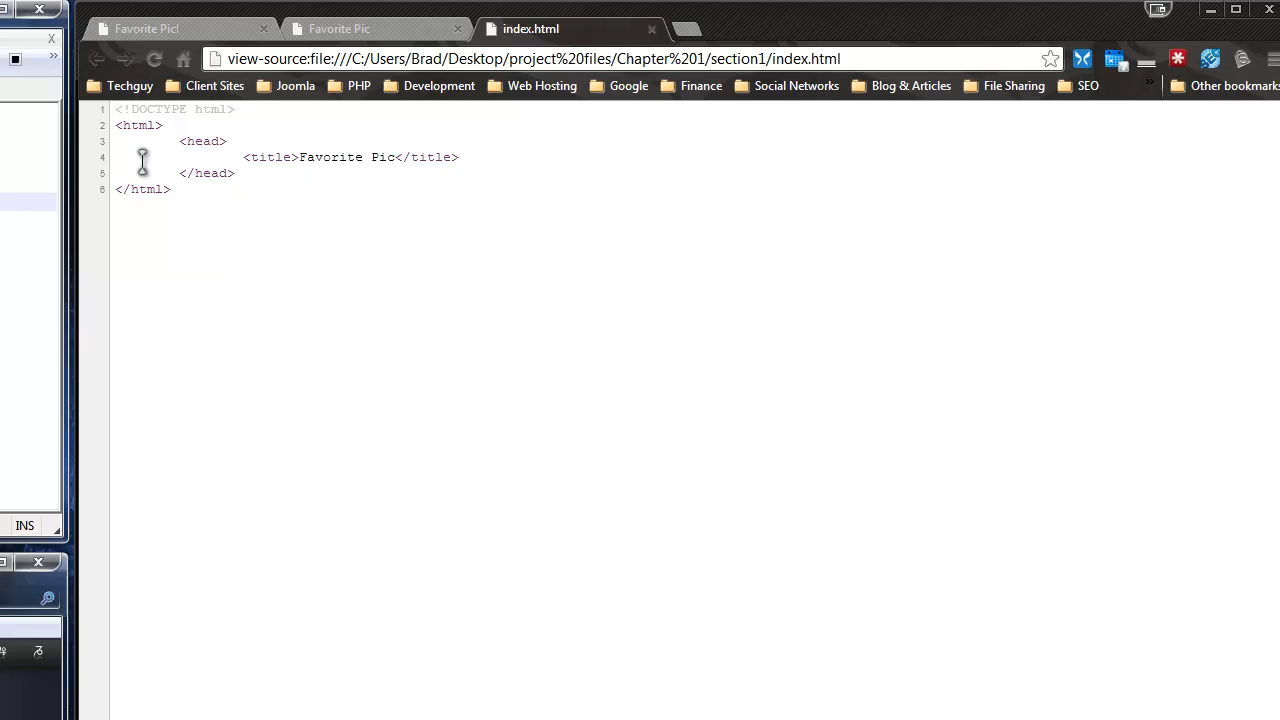 Favorite Pic!
Favorite Pic
index.html
view-source:file:///C:/Users/Brad/Desktop/project%20files/Chapter%201/section1/index.html
Techguy
Client Sites
Joomla
PHP
Development
Web Hosting
Google
Finance
Social Networks
Blog & Articles
File Sharing
SEO
Other bookmarks
1 <!DOCTYPE html>
2 <html>
3 <head>
4 <title>Favorite Pic</title>
5 </head>
6 </html>
INS